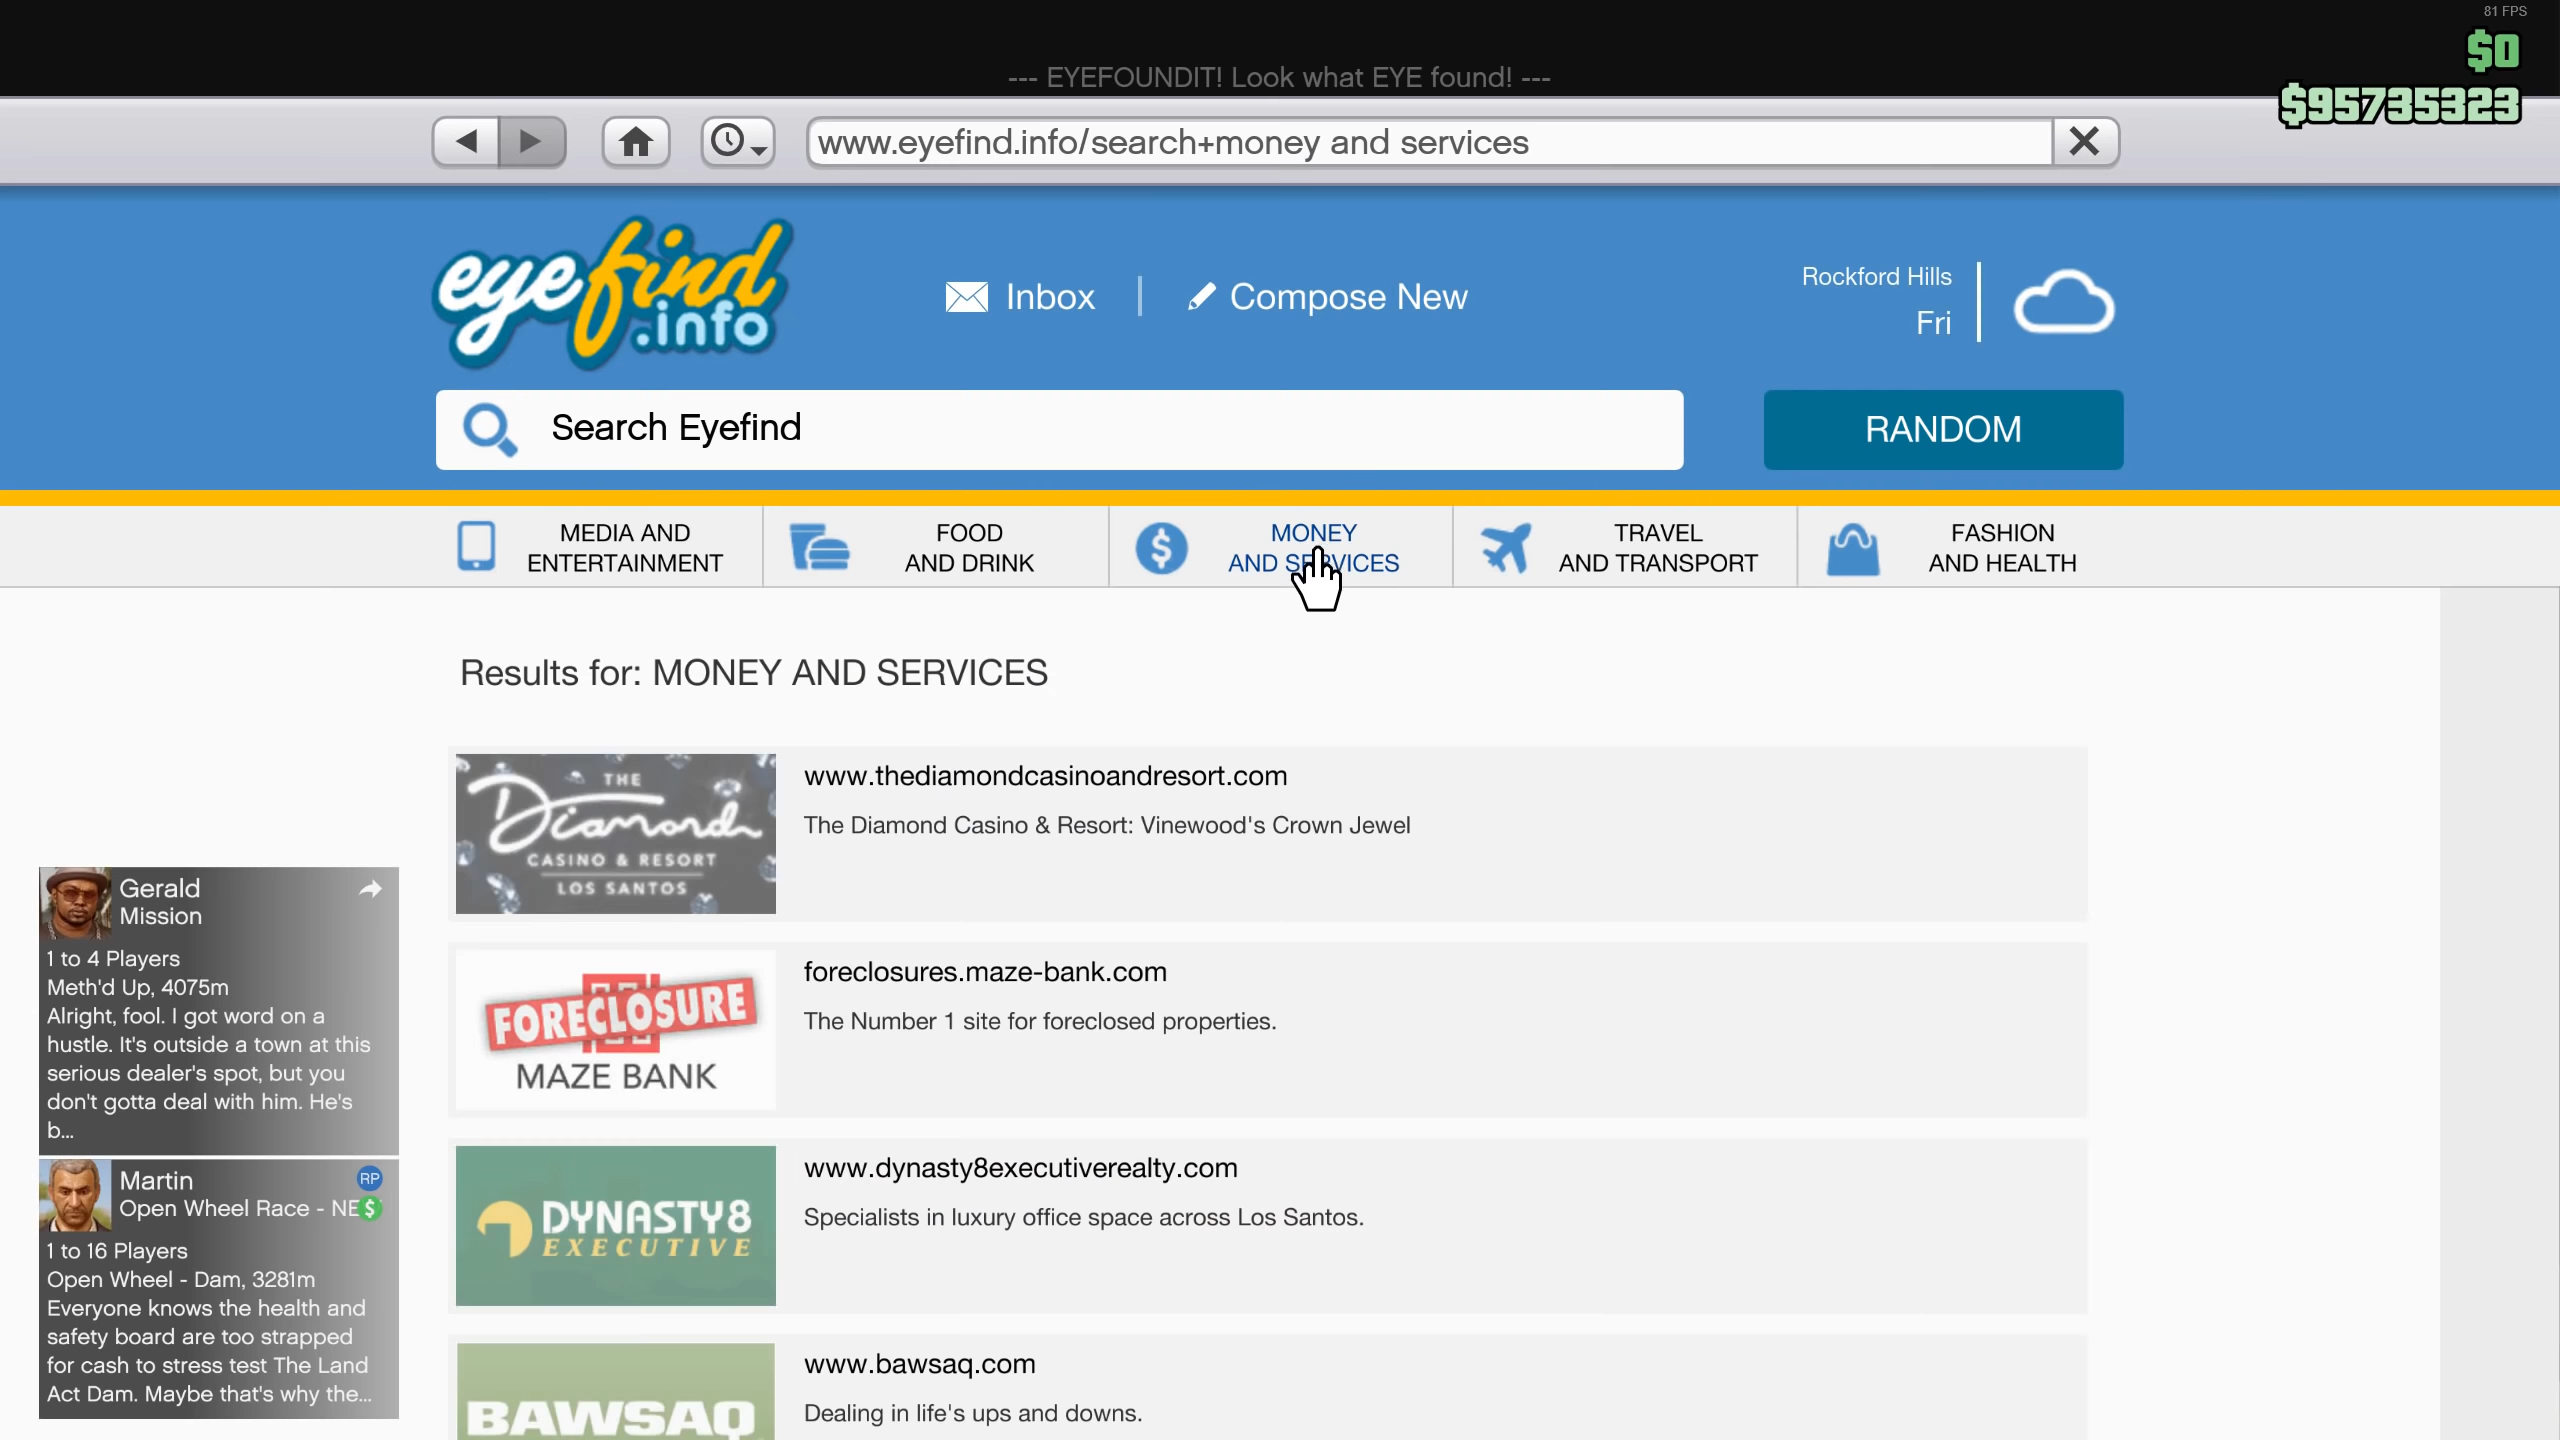 81 FPS
$0
--- EYEFOUNDIT! Look what EYE found! ---
$95735323
www.eyefind.info/search+money and services
eyefind
.info
Inbox
Compose New
Rockford Hills
Fri
Search Eyefind
RANDOM
MEDIA AND
ENTERTAINMENT
FOOD
AND DRINK
MONEY
AND SERVICES
TRAVEL
AND TRANSPORT
FASHION
AND HEALTH
Results for: MONEY AND SERVICES
THE
Diamond
CASINO & RESORT
LOS SANTOS
www.thediamondcasinoandresort.com
The Diamond Casino & Resort: Vinewood's Crown Jewel
FORECLOSURE
MAZE BANK
foreclosures.maze-bank.com
The Number 1 site for foreclosed properties.
DYNASTY8
EXECUTIVE
www.dynasty8executiverealty.com
Specialists in luxury office space across Los Santos.
BAWSAQ
www.bawsaq.com
Dealing in life's ups and downs.
Gerald
Mission
1 to 4 Players
Meth'd Up, 4075m
Alright, fool. I got word on a
hustle. It's outside a town at this
serious dealer's spot, but you
don't gotta deal with him. He's
b...
Martin
RP
Open Wheel Race - NE
$
1 to 16 Players
Open Wheel - Dam, 3281m
Everyone knows the health and
safety board are too strapped
for cash to stress test The Land
Act Dam. Maybe that's why the...